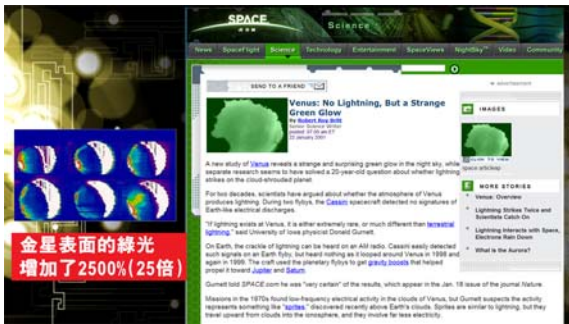 SPACE
Science
News SpaceFlight Science Technology Entertainment SpaceViews NightSky™ Video Community
SEND TO A FRIEND
advertisement
Venus: No Lightning, But a Strange
Green Glow
By Robert Roy Britt
Senior Science Writer
posted: 07:00 am ET
22 January 2001
IMAGES
CLICK TO VIEW
space articleap
A new study of Venus reveals a strange and surprising green glow in the night sky, while
separate research seems to have solved a 20-year-old question about whether lightning
strikes on the cloud-shrouded planet.
MORE STORIES
Venus: Overview
Lightning Strikes Twice and
Scientists Catch On
Lightning Interacts with Space,
Electrons Rain Down
What is the Aurora?
For two decades, scientists have argued about whether the atmosphere of Venus
produces lightning. During two flybys, the Cassini spacecraft detected no signatures of
Earth-like electrical discharges.
"If lightning exists at Venus, it is either extremely rare, or much different than terrestrial
lightning," said University of Iowa physicist Donald Gurnett.
On Earth, the crackle of lightning can be heard on an AM radio. Cassini easily detected
such signals on an Earth flyby, but heard nothing as it looped around Venus in 1998 and
again in 1999. The craft used the planetary flybys to get gravity boosts that helped
propel it toward Jupiter and Saturn.
Gurnett told SPACE.com he was "very certain" of the results, which appear in the Jan. 18 issue of the journal Nature.
Missions in the 1970s found low-frequency electrical activity in the clouds of Venus, but Gurnett suspects the activity
represents something like "sprites," discovered recently above Earth's clouds. Sprites are similar to lightning, but they
travel upward from clouds into the ionosphere, and they involve far less electricity.
金星表面的綠光
增加了2500%(25倍)